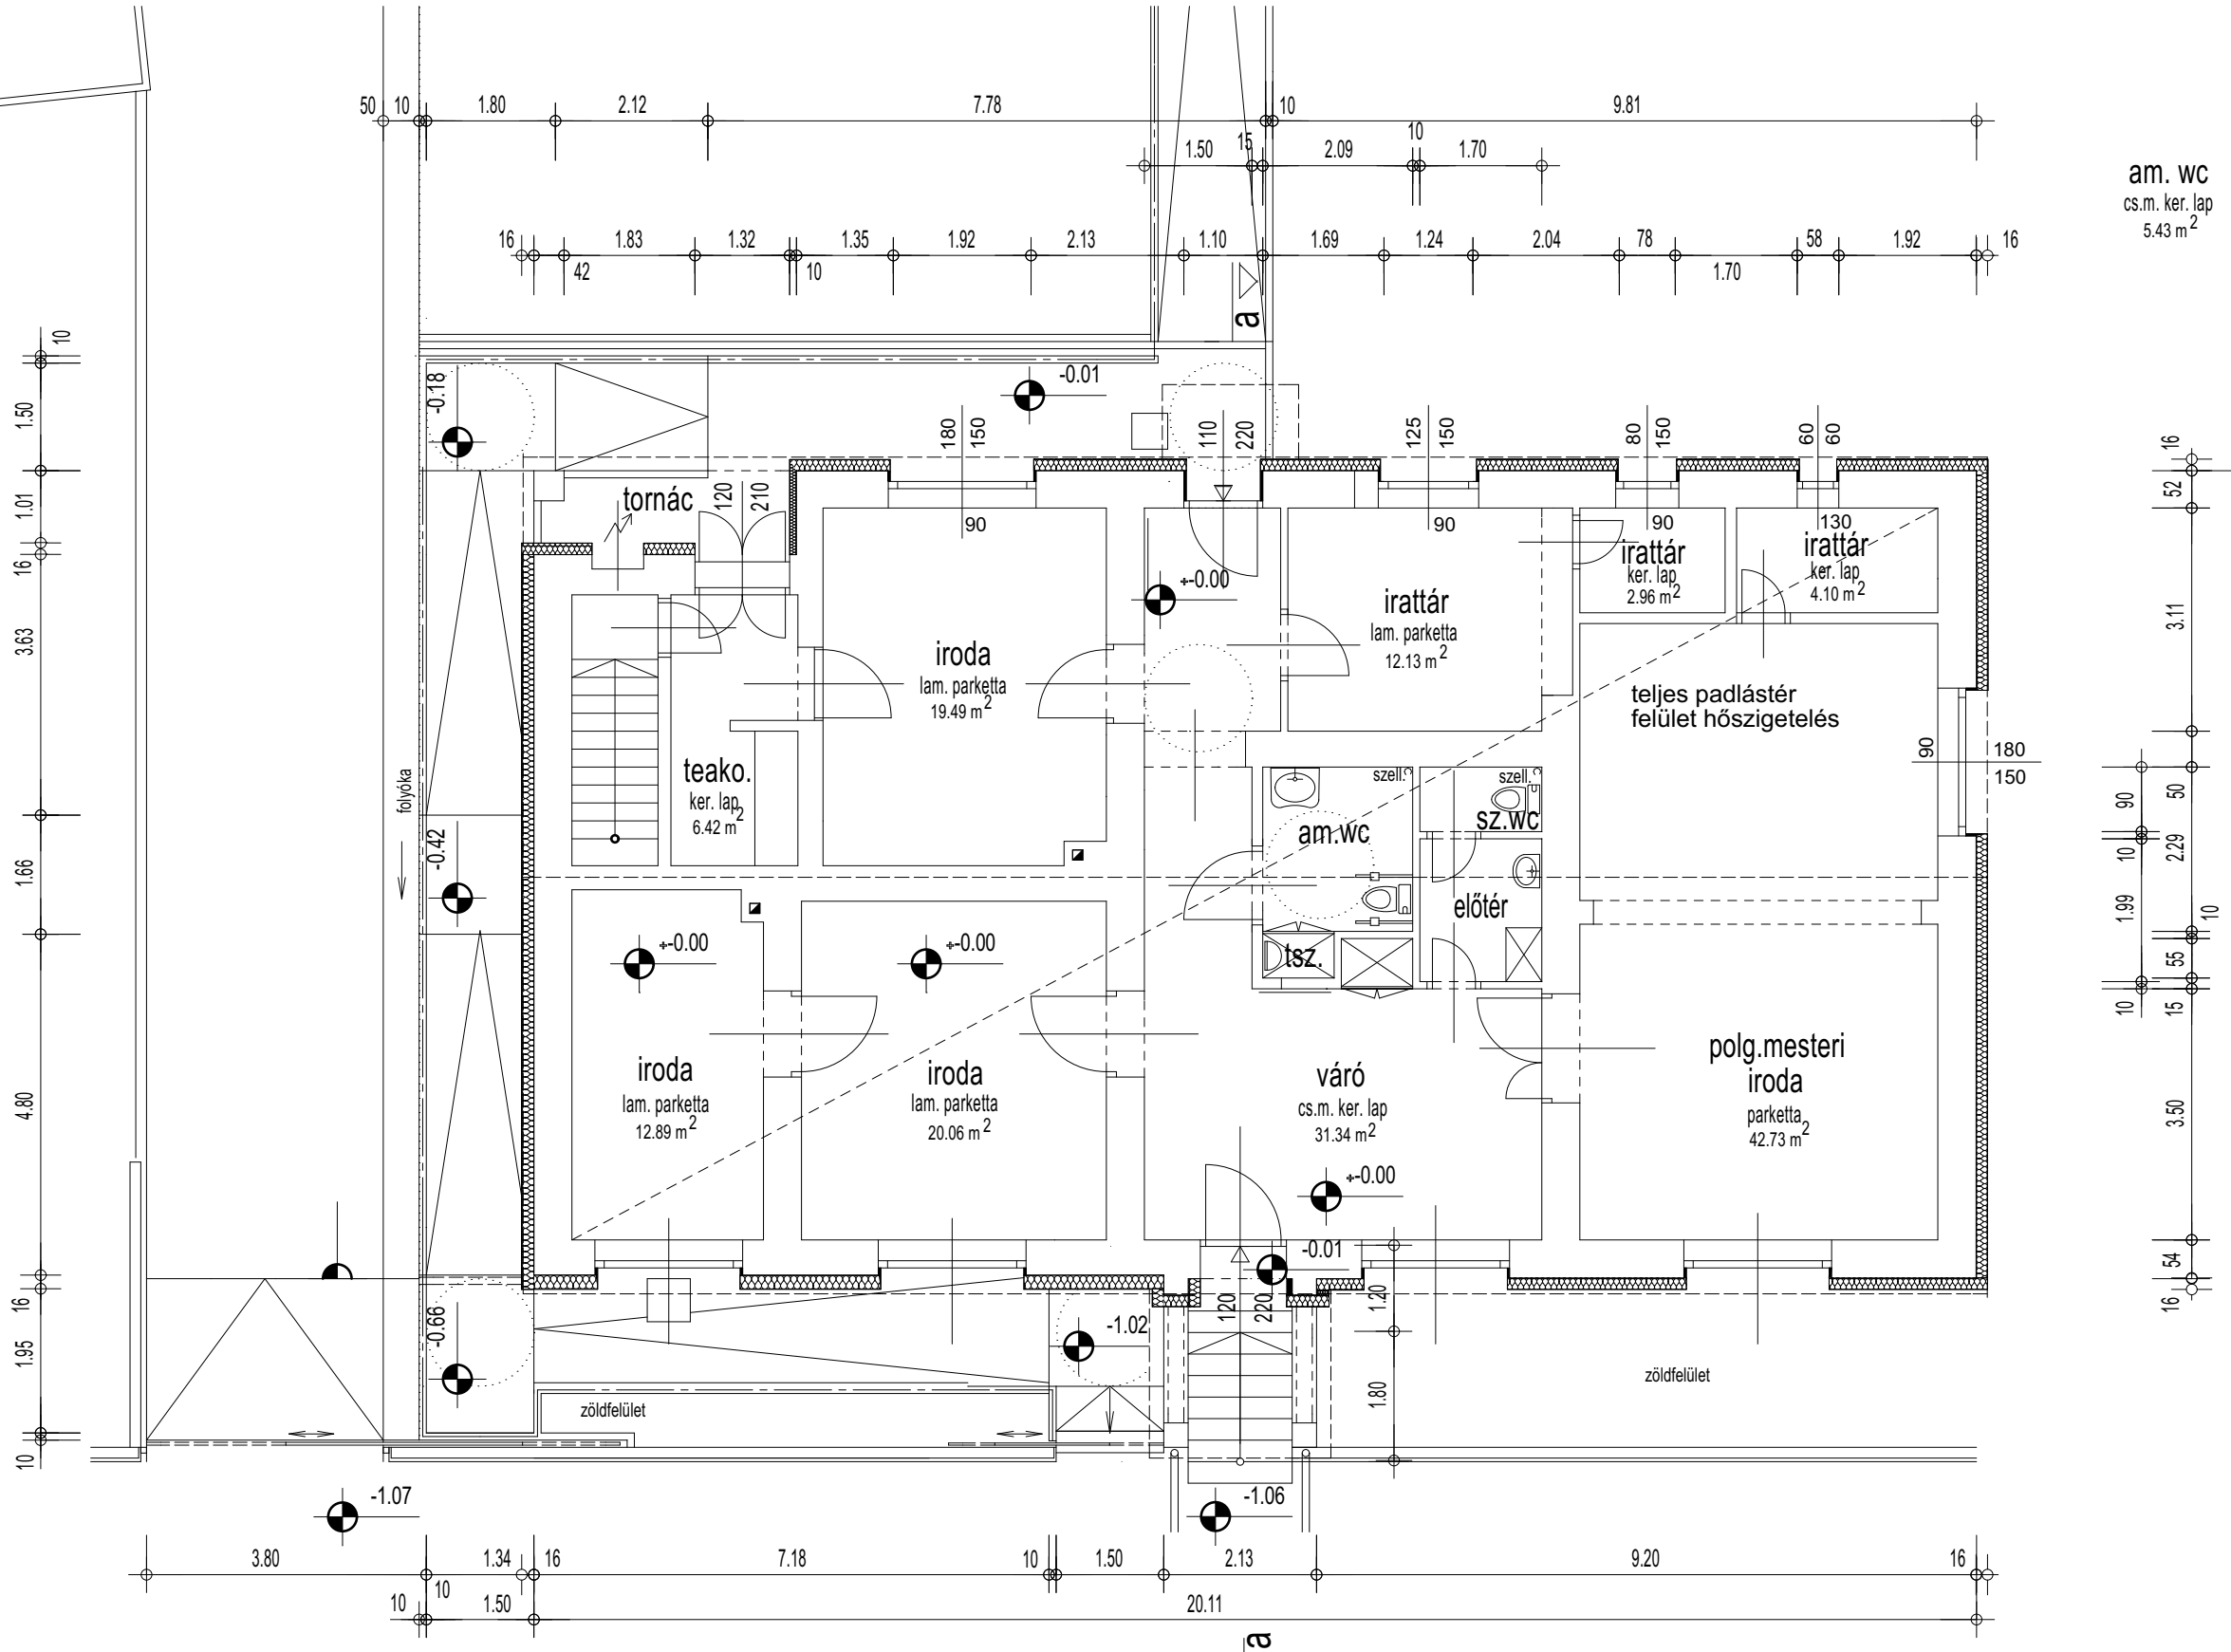 50 10 1.80 2.12 7.78 10 9.81
1.50 15 2.09 10 1.70
am. wc
cs.m. ker. lap
5.43 m²
16 42 1.83 1.32 10 1.35 1.92 2.13 1.10 1.69 1.24 2.04 78 1.70 58 1.92 16
a
10
1.50
1.01
16
3.63
1.66
4.80
16
1.95
10
-0.18
-0.01
180
150
110
220
125
150
80
150
60
60
tornác
120
210
90
90
90
130
+-0.00
iroda
lam. parketta
19.49 m²
irattár
lam. parketta
12.13 m²
irattár
ker. lap
2.96 m²
irattár
ker. lap
4.10 m²
teljes padlástér
felület hőszigetelés
90
180
150
teako.
ker. lap
6.42 m²
folyóka
-0.42
szell.
szell.
am.wc
sz.wc
előtér
tsz.
+-0.00
+-0.00
iroda
lam. parketta
12.89 m²
iroda
lam. parketta
20.06 m²
váró
cs.m. ker. lap
31.34 m²
polg.mesteri
iroda
parketta
42.73 m²
+-0.00
-0.01
120
220
1.20
1.80
-0.66
-1.02
zöldfelület
zöldfelület
-1.07
-1.06
16
52
3.11
50
2.29
55
15
3.50
54
16
90
10
1.99
10
10
3.80 1.34 16 7.18 10 1.50 2.13 9.20 16
10 10 1.50 20.11
a